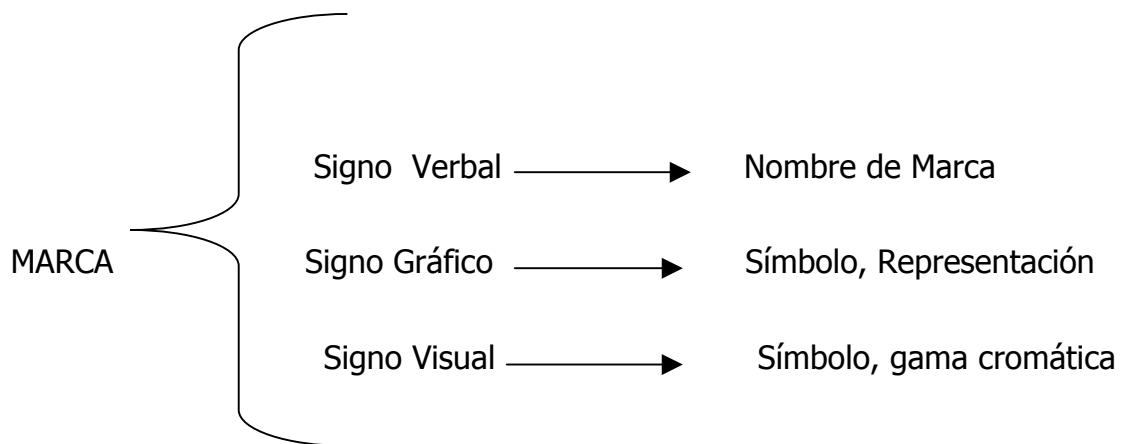 Signo Verbal Nombre de Marca
MARCA Signo Gráfico Símbolo, Representación
Signo Visual Símbolo, gama cromática